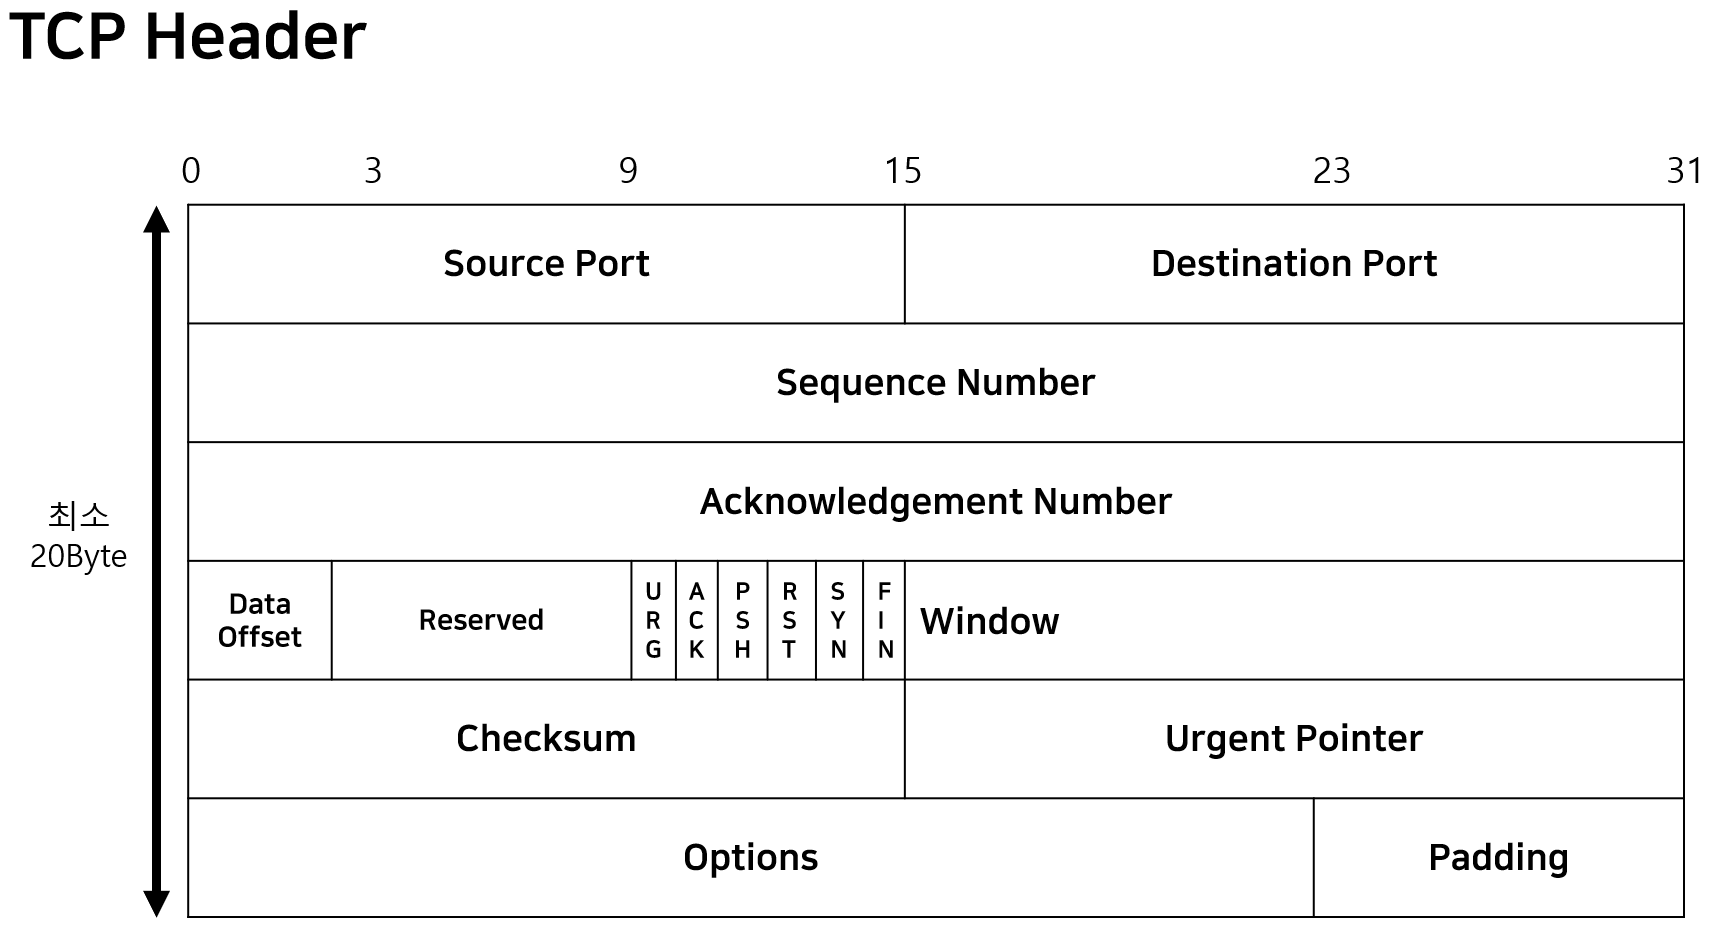 TCP Header
0 3 9 15 23 31
Source Port Destination Port
Sequence Number
Acknowledgement Number
최소
20Byte
Data
Offset
Reserved
URG
ACK
PSH
RST
SYN
FIN
Window
Checksum Urgent Pointer
Options Padding